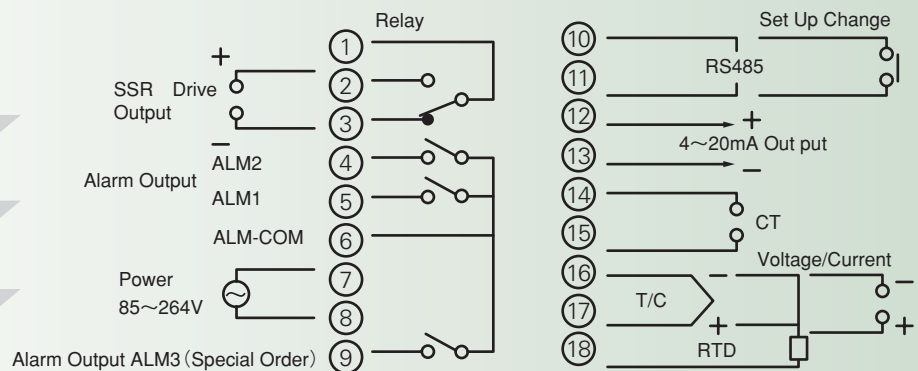 Relay
SSR Drive
Output
+
−
Alarm Output
ALM2
ALM1
ALM-COM
Power
85～264V
Alarm Output ALM3（Special Order）
1
2
3
4
5
6
7
8
9
10
11
12
13
14
15
16
17
18
Set Up Change
RS485
+
4～20mA Out put
−
CT
Voltage/Current
T/C
−
+
RTD
−
+